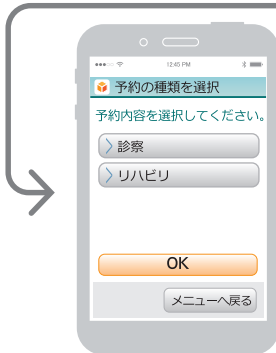 12:45 PM
予約の種類を選択
予約内容を選択してください。
診察
リハビリ
OK
メニューへ戻る